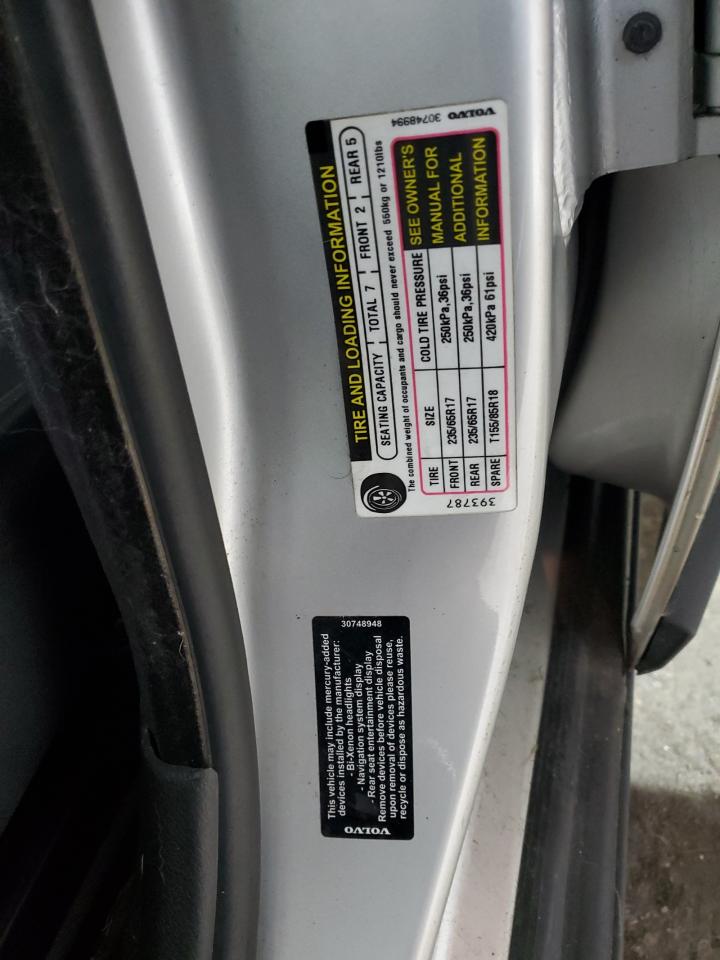 TIRE AND LOADING INFORMATION
SEATING CAPACITY TOTAL 7 FRONT 2 REAR 5
The combined weight of occupants and cargo should never exceed 550kg or 1210lbs
TIRE SIZE COLD TIRE PRESSURE SEE OWNER'S
FRONT 235/65R17 250kPa,36psi MANUAL FOR
REAR 235/65R17 250kPa,36psi ADDITIONAL
SPARE T155/85R18 420kPa 61psi INFORMATION
393787
VOLVO 30748994
30748948
This vehicle may include mercury-added
devices installed by the manufacturer:
- Bi-Xenon headlights
- Navigation system display
- Rear seat entertainment display
Remove devices before vehicle disposal
upon removal of devices please reuse,
recycle or dispose as hazardous waste.
VOLVO